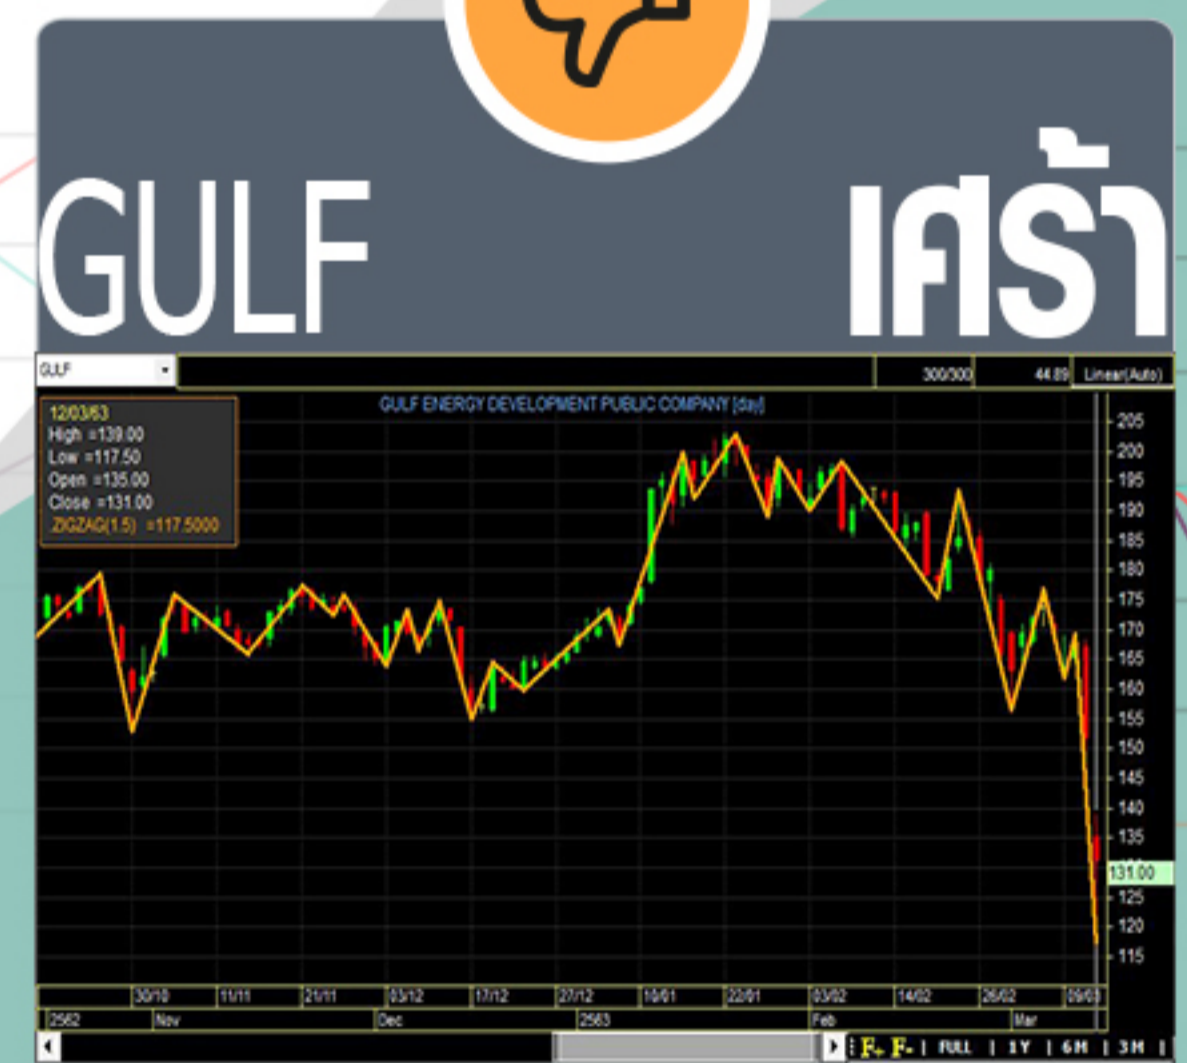 GULF เศร้า
GULF
300/300 44.89 Linear(Auto)
GULF ENERGY DEVELOPMENT PUBLIC COMPANY [day]
12/03/63
High =139.00
Low =117.50
Open =135.00
Close =131.00
.ZIGZAG(1.5) =117.5000
205
200
195
190
185
180
175
170
165
160
155
150
145
140
135
131.00
125
120
115
30/10 11/11 21/11 03/12 17/12 27/12 10/01 22/01 03/02 14/02 26/02 09/03
2562 Nov Dec 2563 Feb Mar
F+ F- | FULL | 1Y | 6M | 3M |